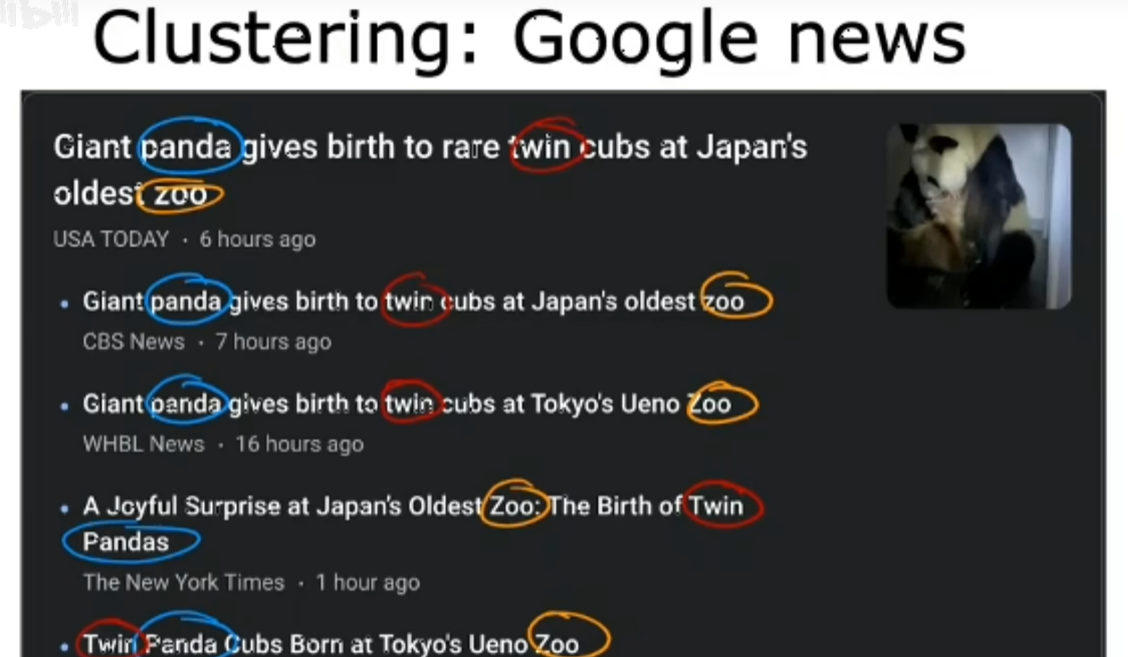 Clustering: Google news
Giant panda gives birth to rare twin cubs at Japan's
oldest zoo
USA TODAY · 6 hours ago
• Giant panda gives birth to twin cubs at Japan's oldest zoo
CBS News · 7 hours ago
• Giant panda gives birth to twin cubs at Tokyo's Ueno Zoo
WHBL News · 16 hours ago
• A Joyful Surprise at Japan's Oldest Zoo: The Birth of Twin
Pandas
The New York Times · 1 hour ago
• Twin Panda Cubs Born at Tokyo's Ueno Zoo